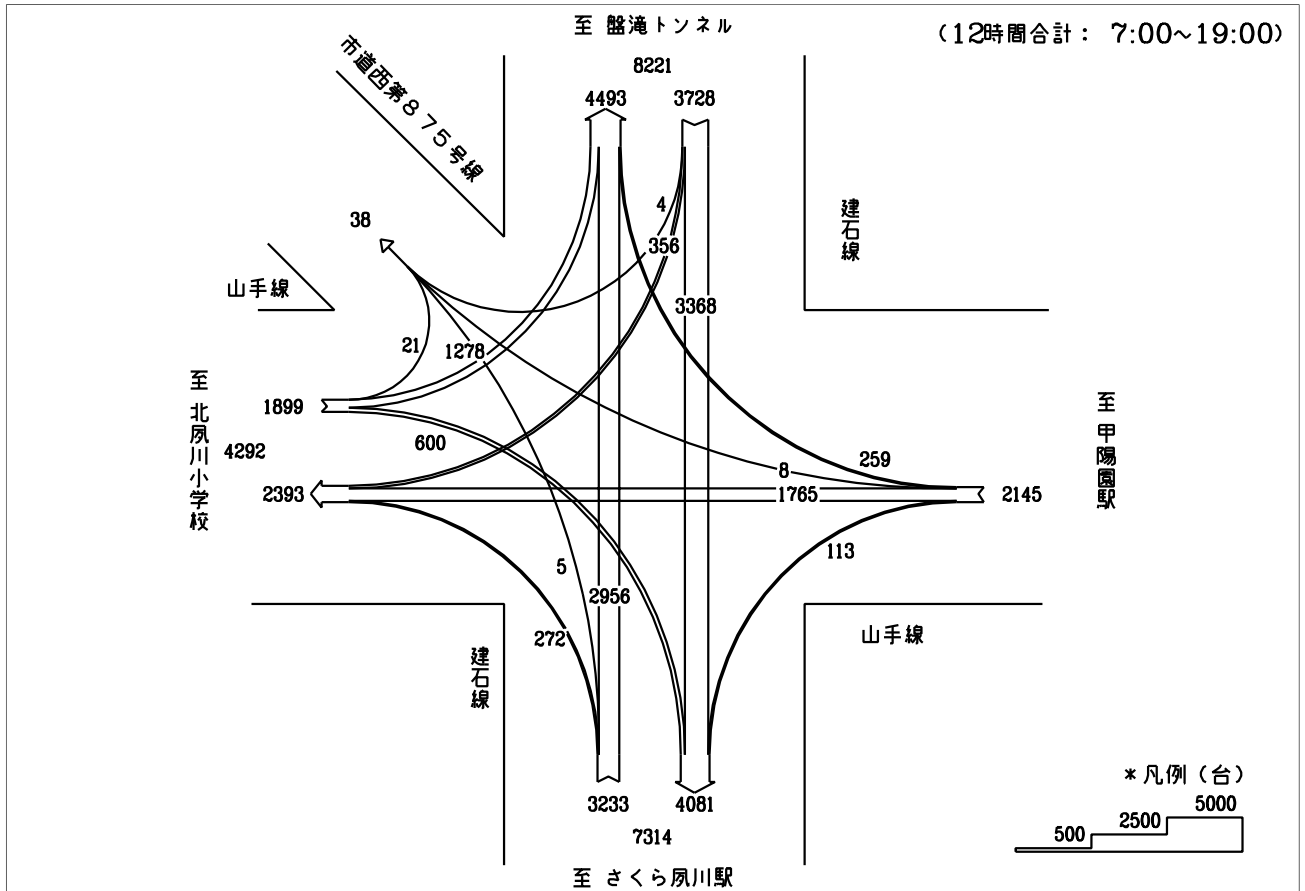 至 盤滝トンネル
(12時間合計： 7:00~19:00)
8221
4493
3728
市道西第８７５号線
4
38
356
建石線
山手線
3368
21
1278
至 北夙川小学校
1899
600
4292
2393
至 甲陽園駅
259
8
1765
2145
113
5
2956
272
建石線
山手線
3233
4081
7314
至 さくら夙川駅
*凡例（台）
500
2500
5000